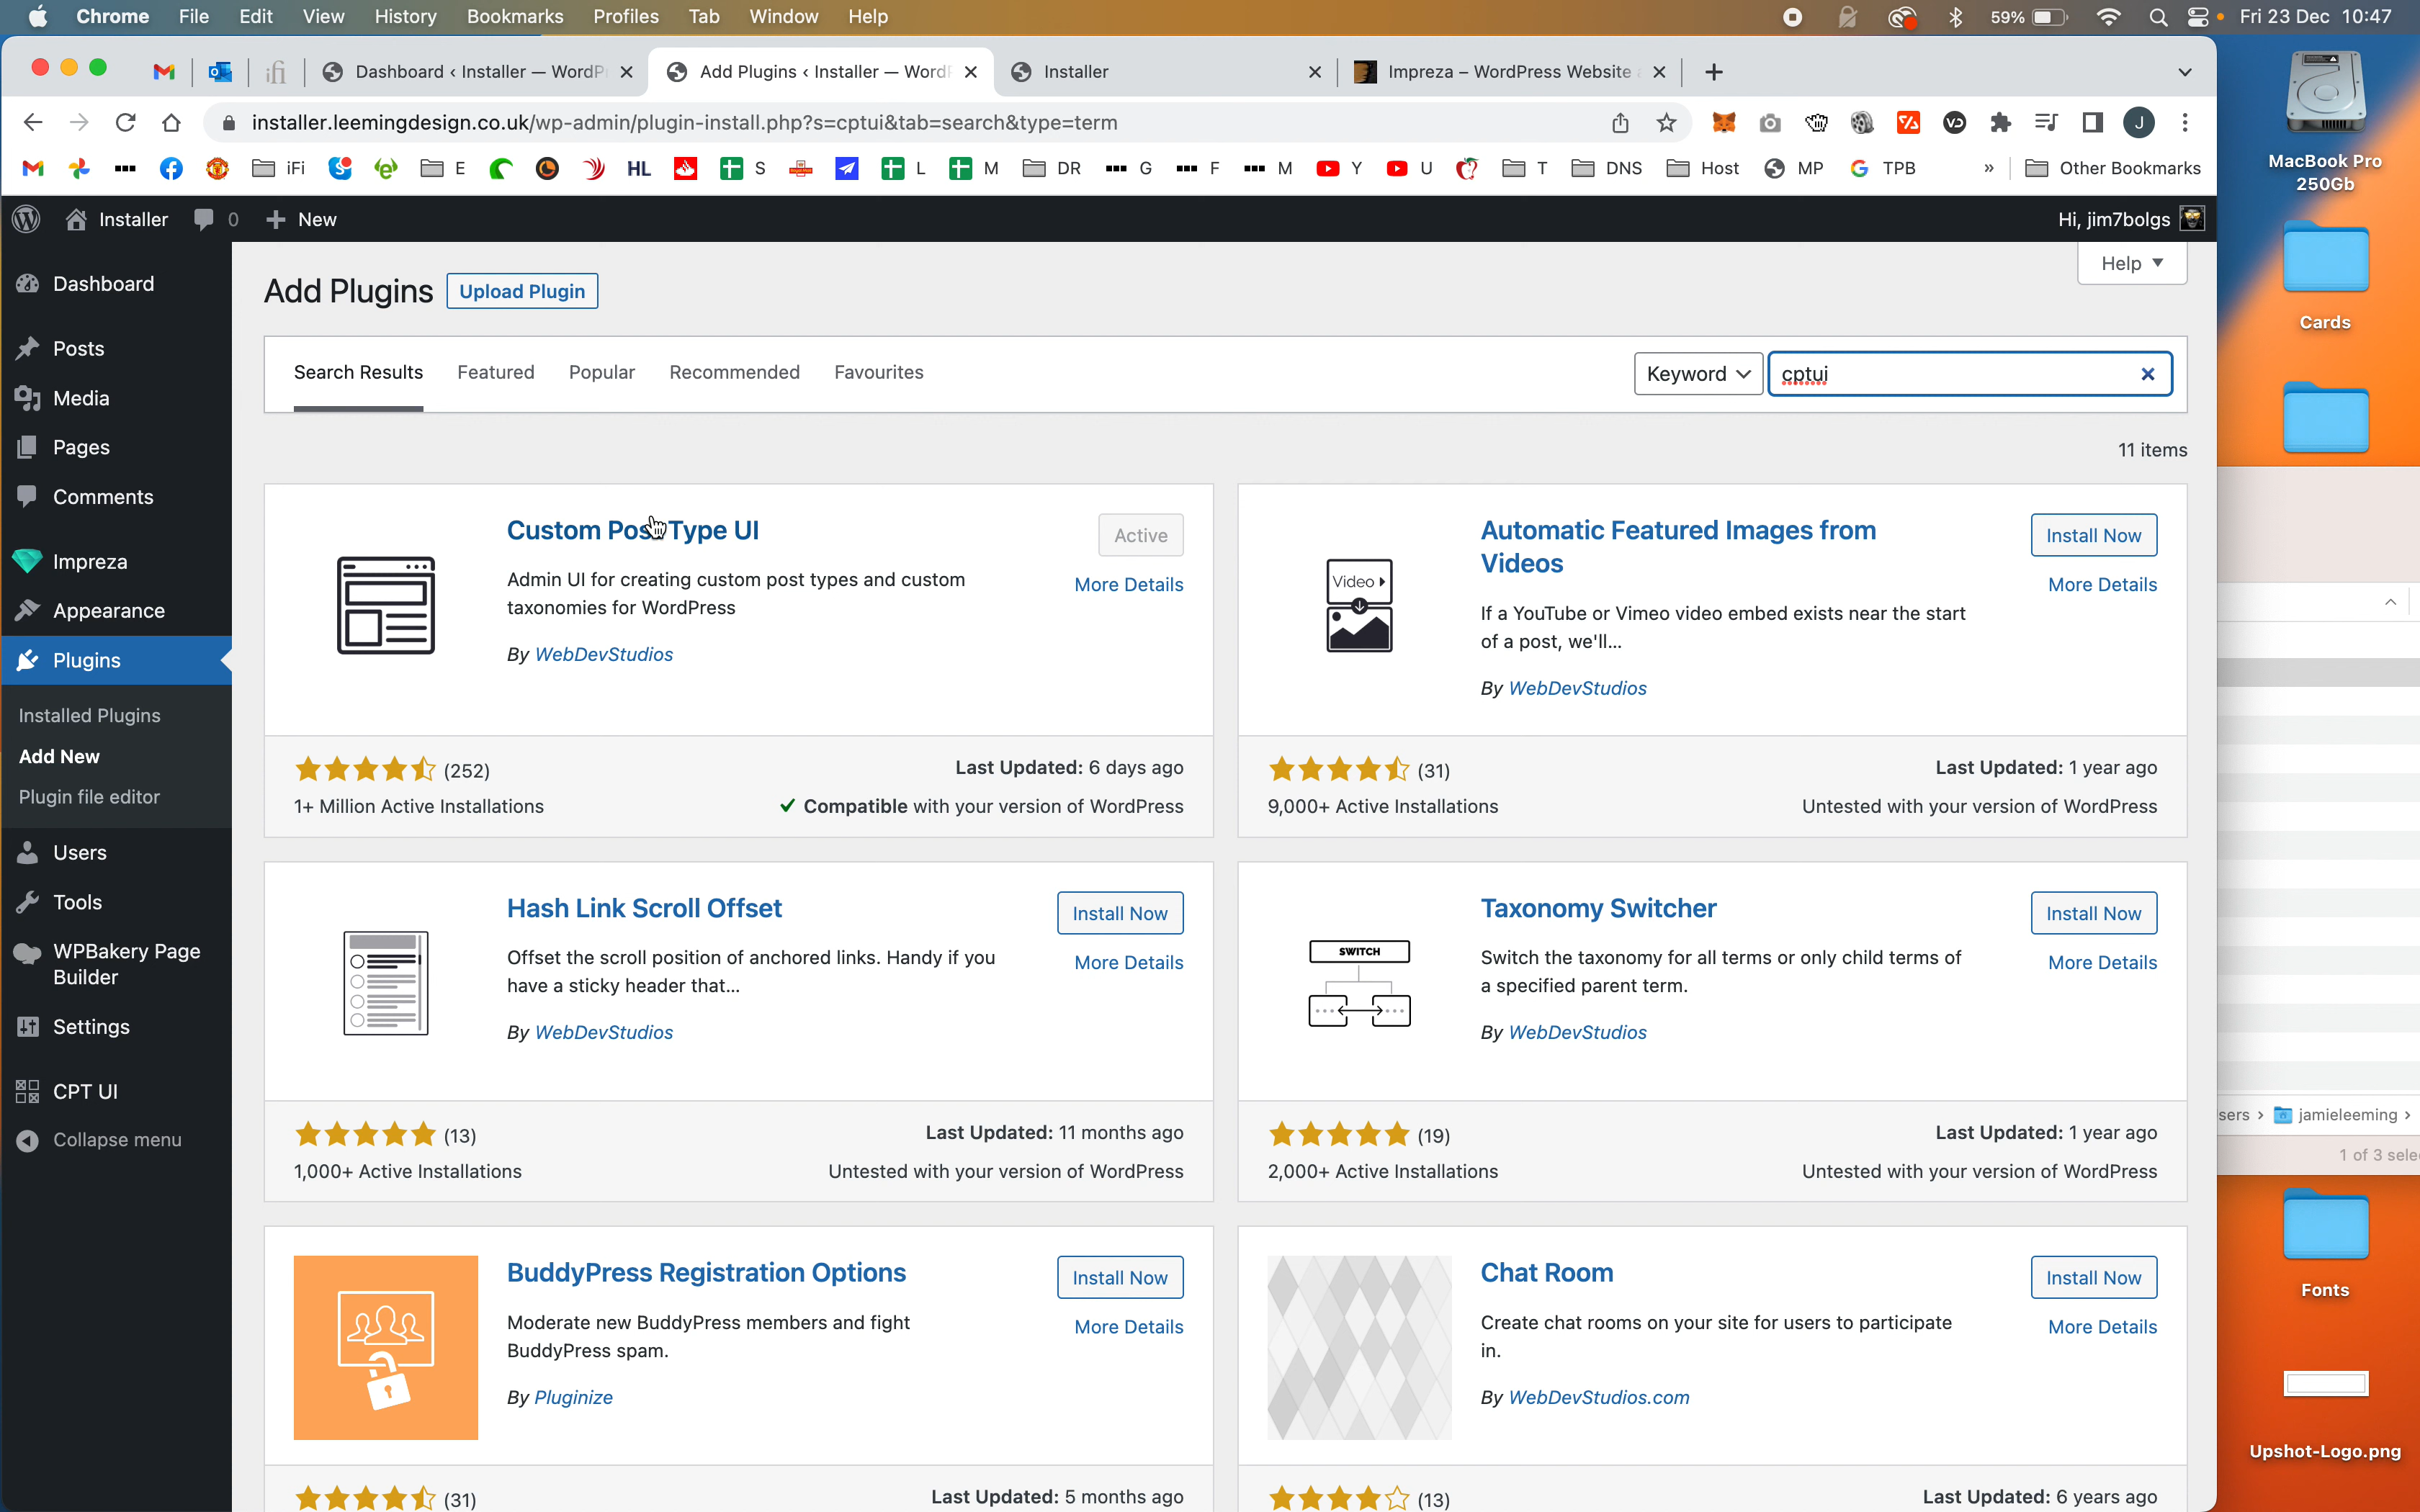 Chrome File Edit View History Bookmarks Profiles Tab Window Help 59% Fri 23 Dec 10:47
ifi Dashboard ‹ Installer — WordP Add Plugins ‹ Installer — Word Installer Impreza – WordPress Website
installer.leemingdesign.co.uk/wp-admin/plugin-install.php?s=cptui&tab=search&type=term VD J
iFi E HL S L M DR G F M Y U T DNS Host MP TPB » Other Bookmarks
Installer 0 New Hi, jim7bolgs
Dashboard
Posts
Media
Pages
Comments
Impreza
Appearance
Plugins
Installed Plugins
Add New
Plugin file editor
Users
Tools
WPBakery Page
Builder
Settings
CPT UI
Collapse menu
Help
Add Plugins Upload Plugin
Search Results Featured Popular Recommended Favourites Keyword cptui
11 items
Custom Post Type UI
Active
Admin UI for creating custom post types and custom
taxonomies for WordPress
More Details
By WebDevStudios
(252)
Last Updated: 6 days ago
1+ Million Active Installations
Compatible with your version of WordPress
Automatic Featured Images from
Videos
Install Now
Video
More Details
If a YouTube or Vimeo video embed exists near the start
of a post, we'll...
By WebDevStudios
(31)
Last Updated: 1 year ago
9,000+ Active Installations
Untested with your version of WordPress
Hash Link Scroll Offset
Install Now
Offset the scroll position of anchored links. Handy if you
have a sticky header that...
More Details
By WebDevStudios
(13)
Last Updated: 11 months ago
1,000+ Active Installations
Untested with your version of WordPress
Taxonomy Switcher
Install Now
SWITCH
Switch the taxonomy for all terms or only child terms of
a specified parent term.
More Details
By WebDevStudios
(19)
Last Updated: 1 year ago
2,000+ Active Installations
Untested with your version of WordPress
BuddyPress Registration Options
Install Now
Moderate new BuddyPress members and fight
BuddyPress spam.
More Details
By Pluginize
(31)
Last Updated: 5 months ago
Chat Room
Install Now
Create chat rooms on your site for users to participate
in.
More Details
By WebDevStudios.com
(13)
Last Updated: 6 years ago
MacBook Pro
250Gb
Cards
sers › jamieleeming ›
1 of 3 sele
Fonts
Upshot-Logo.png